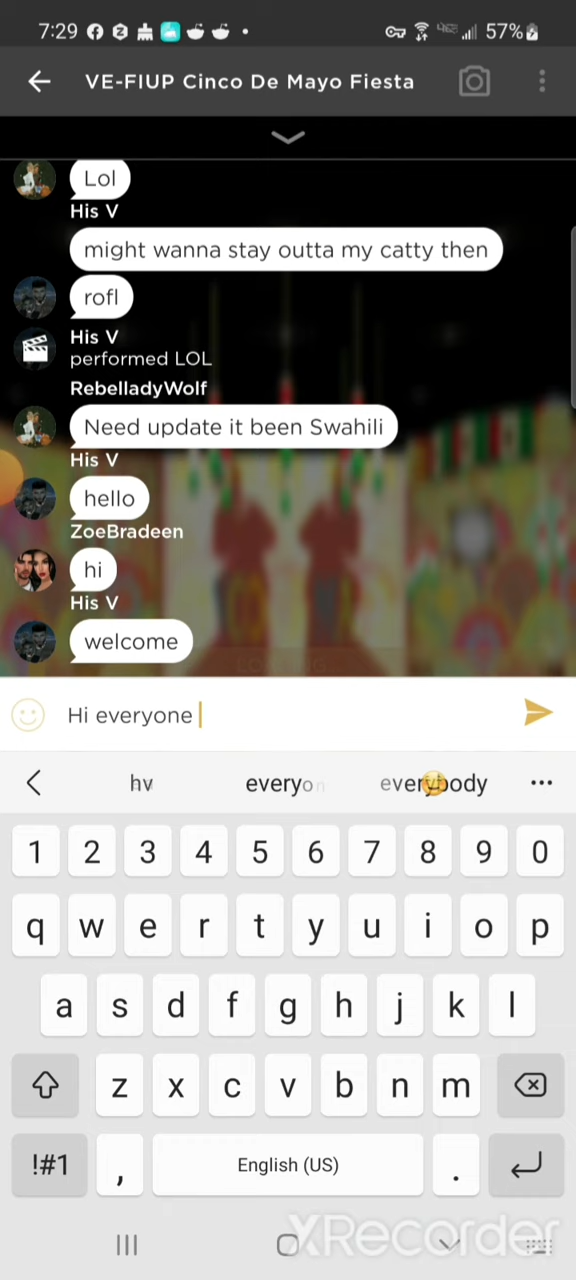 7:29
57%
VE-FIUP Cinco De Mayo Fiesta
Lol
His V
might wanna stay outta my catty then
rofl
His V
performed LOL
RebelladyWolf
Need update it been Swahili
His V
hello
ZoeBradeen
hi
His V
welcome
Hi everyone
everyon everybody ...
1 2 3 4 5 6 7 8 9 0
q w e r t y u i o p
a s d f g h j k l
z x c v b n m
!#1 , English (US) .
XRecorder